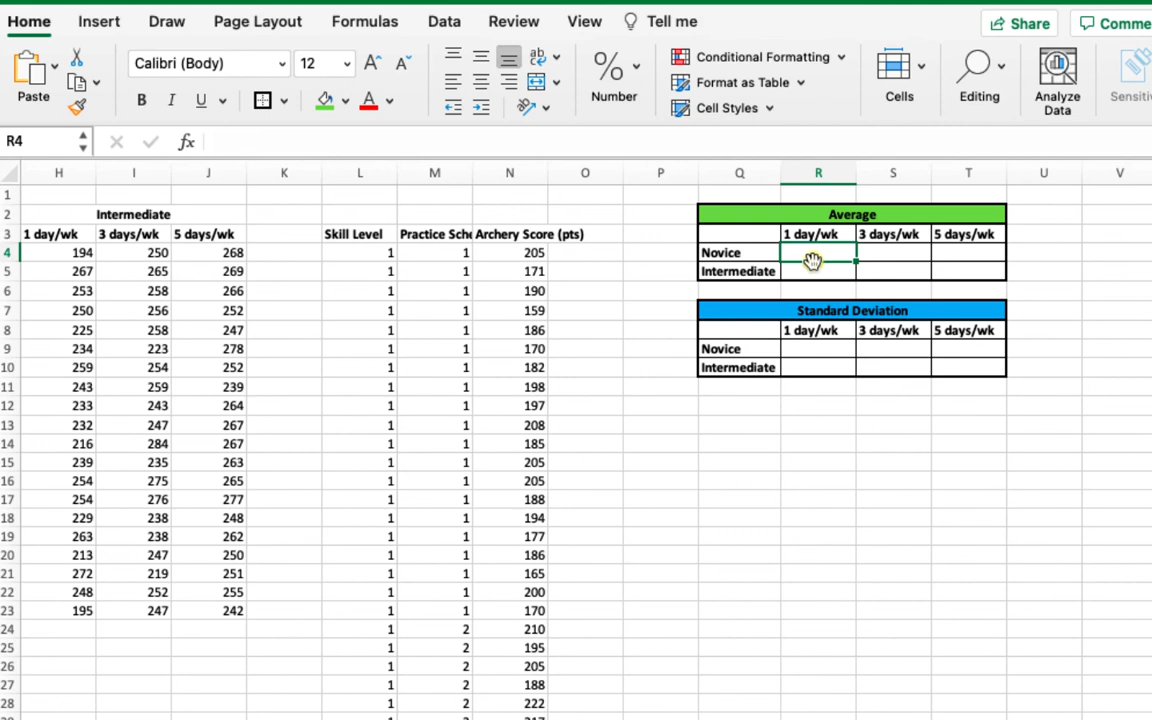 Home Insert Draw Page Layout Formulas Data Review View Tell me Share Comme
Calibri (Body) 12 A A ab Conditional Formatting
Format as Table
Paste B I U A Number Cell Styles Cells Editing Analyze Data Sensitiv
R4 fx
H I J K L M N O P Q R S T U V
1
2 Intermediate Average
3 1 day/wk 3 days/wk 5 days/wk Skill Level Practice Sche Archery Score (pts) 1 day/wk 3 days/wk 5 days/wk
4 194 250 268 1 1 205 Novice
5 267 265 269 1 1 171 Intermediate
6 253 258 266 1 1 190
7 250 256 252 1 1 159 Standard Deviation
8 225 258 247 1 1 186 1 day/wk 3 days/wk 5 days/wk
9 234 223 278 1 1 170 Novice
10 259 254 252 1 1 182 Intermediate
11 243 259 239 1 1 198
12 233 243 264 1 1 197
13 232 247 267 1 1 208
14 216 284 267 1 1 185
15 239 235 263 1 1 205
16 254 275 265 1 1 205
17 254 276 277 1 1 188
18 229 238 248 1 1 194
19 263 238 262 1 1 177
20 213 247 250 1 1 186
21 272 219 251 1 1 165
22 248 252 255 1 1 200
23 195 247 242 1 1 170
24 1 2 210
25 1 2 195
26 1 2 205
27 1 2 188
28 1 2 222